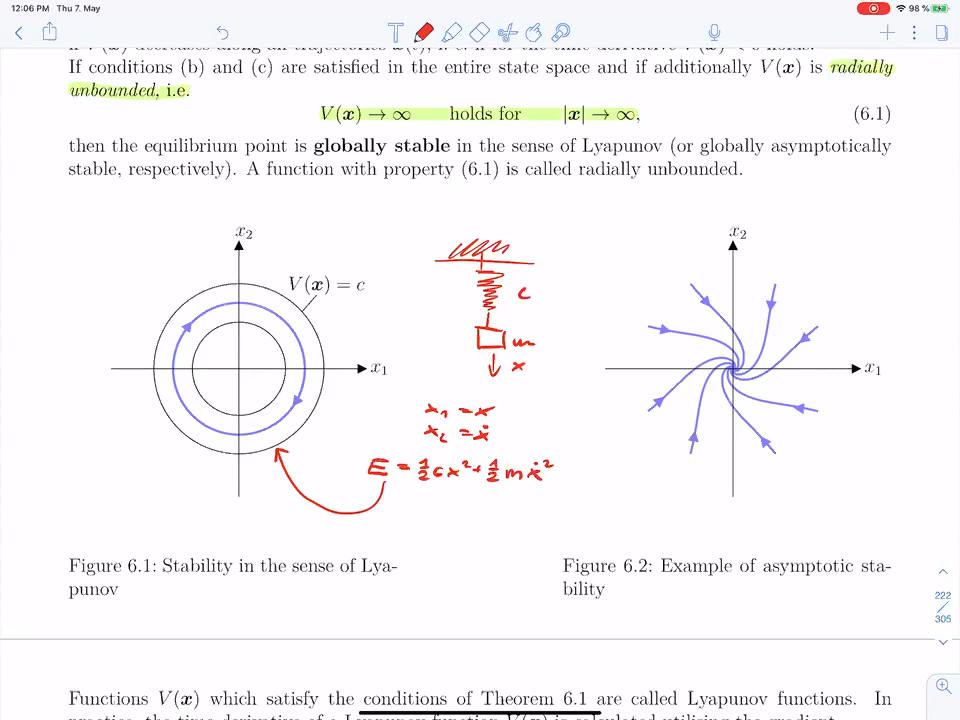 12:06 PM Thu 7. May
98 %
If conditions (b) and (c) are satisfied in the entire state space and if additionally V(x) is radially
unbounded, i.e.
V(x) → ∞ holds for |x| → ∞, (6.1)
then the equilibrium point is globally stable in the sense of Lyapunov (or globally asymptotically
stable, respectively). A function with property (6.1) is called radially unbounded.
x₂
V(x) = c
x₁
c
m
x
x₁ = x
x₂ = ẋ
E = ½cx² + ½mẋ²
x₂
x₁
Figure 6.1: Stability in the sense of Lya-
punov
Figure 6.2: Example of asymptotic sta-
bility
222
305
Functions V(x) which satisfy the conditions of Theorem 6.1 are called Lyapunov functions. In